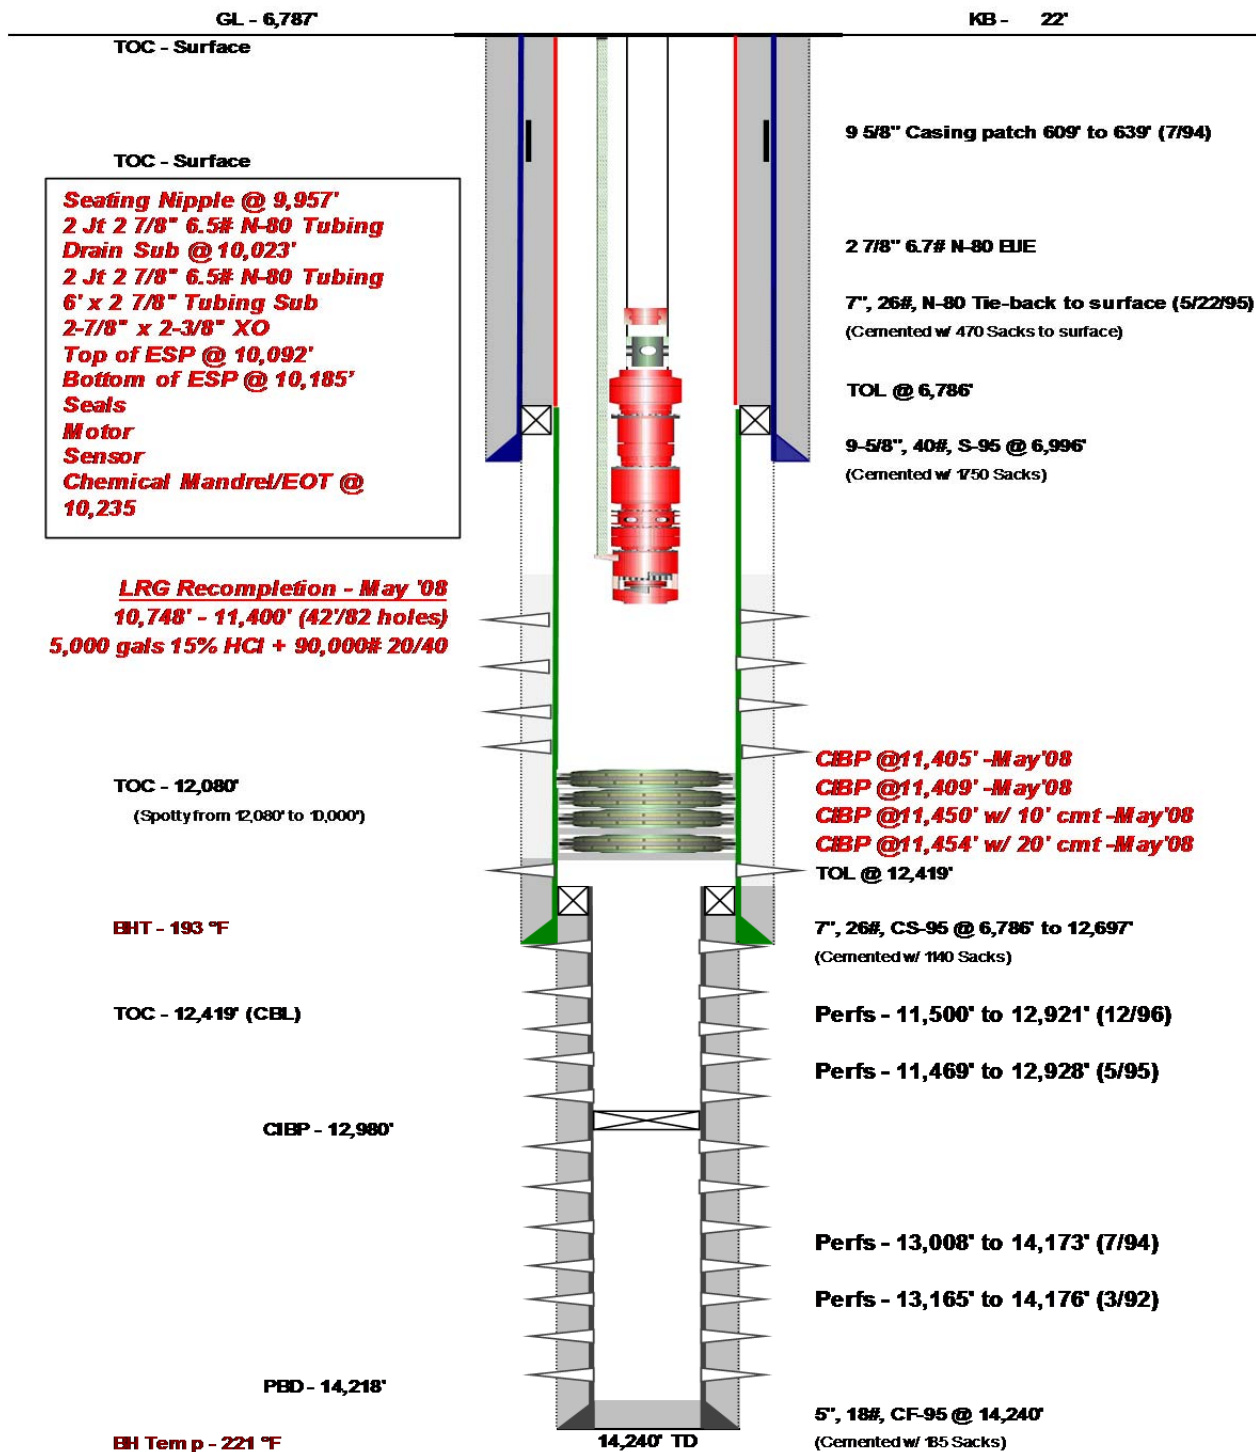 GL - 6,787'
KB - 22'
TOC - Surface
9 5/8" Casing patch 609' to 639' (7/94)
TOC - Surface
Seating Nipple @ 9,957'
2 Jt 2 7/8" 6.5# N-80 Tubing
Drain Sub @ 10,023'
2 Jt 2 7/8" 6.5# N-80 Tubing
6' x 2 7/8" Tubing Sub
2-7/8" x 2-3/8" XO
Top of ESP @ 10,092'
Bottom of ESP @ 10,185'
Seals
Motor
Sensor
Chemical Mandrel/EOT @
10,235
2 7/8" 6.7# N-80 EUE
7", 26#, N-80 Tie-back to surface (5/22/95)
(Cemented w/ 470 Sacks to surface)
TOL @ 6,786'
9-5/8", 40#, S-95 @ 6,996'
(Cemented w/ 1750 Sacks)
LRG Recompletion - May '08
10,748' - 11,400' (42'/82 holes)
5,000 gals 15% HCl + 90,000# 20/40
TOC - 12,080'
(Spotty from 12,080' to 10,000')
CIBP @11,405' -May'08
CIBP @11,409' -May'08
CIBP @11,450' w/ 10' cmt -May'08
CIBP @11,454' w/ 20' cmt -May'08
TOL @ 12,419'
BHT - 193 °F
7", 26#, CS-95 @ 6,786' to 12,697'
(Cemented w/ 1140 Sacks)
TOC - 12,419' (CBL)
Perfs - 11,500' to 12,921' (12/96)
Perfs - 11,469' to 12,928' (5/95)
CIBP - 12,980'
Perfs - 13,008' to 14,173' (7/94)
Perfs - 13,165' to 14,176' (3/92)
PBD - 14,218'
5", 18#, CF-95 @ 14,240'
(Cemented w/ 185 Sacks)
BH Temp - 221 °F
14,240' TD